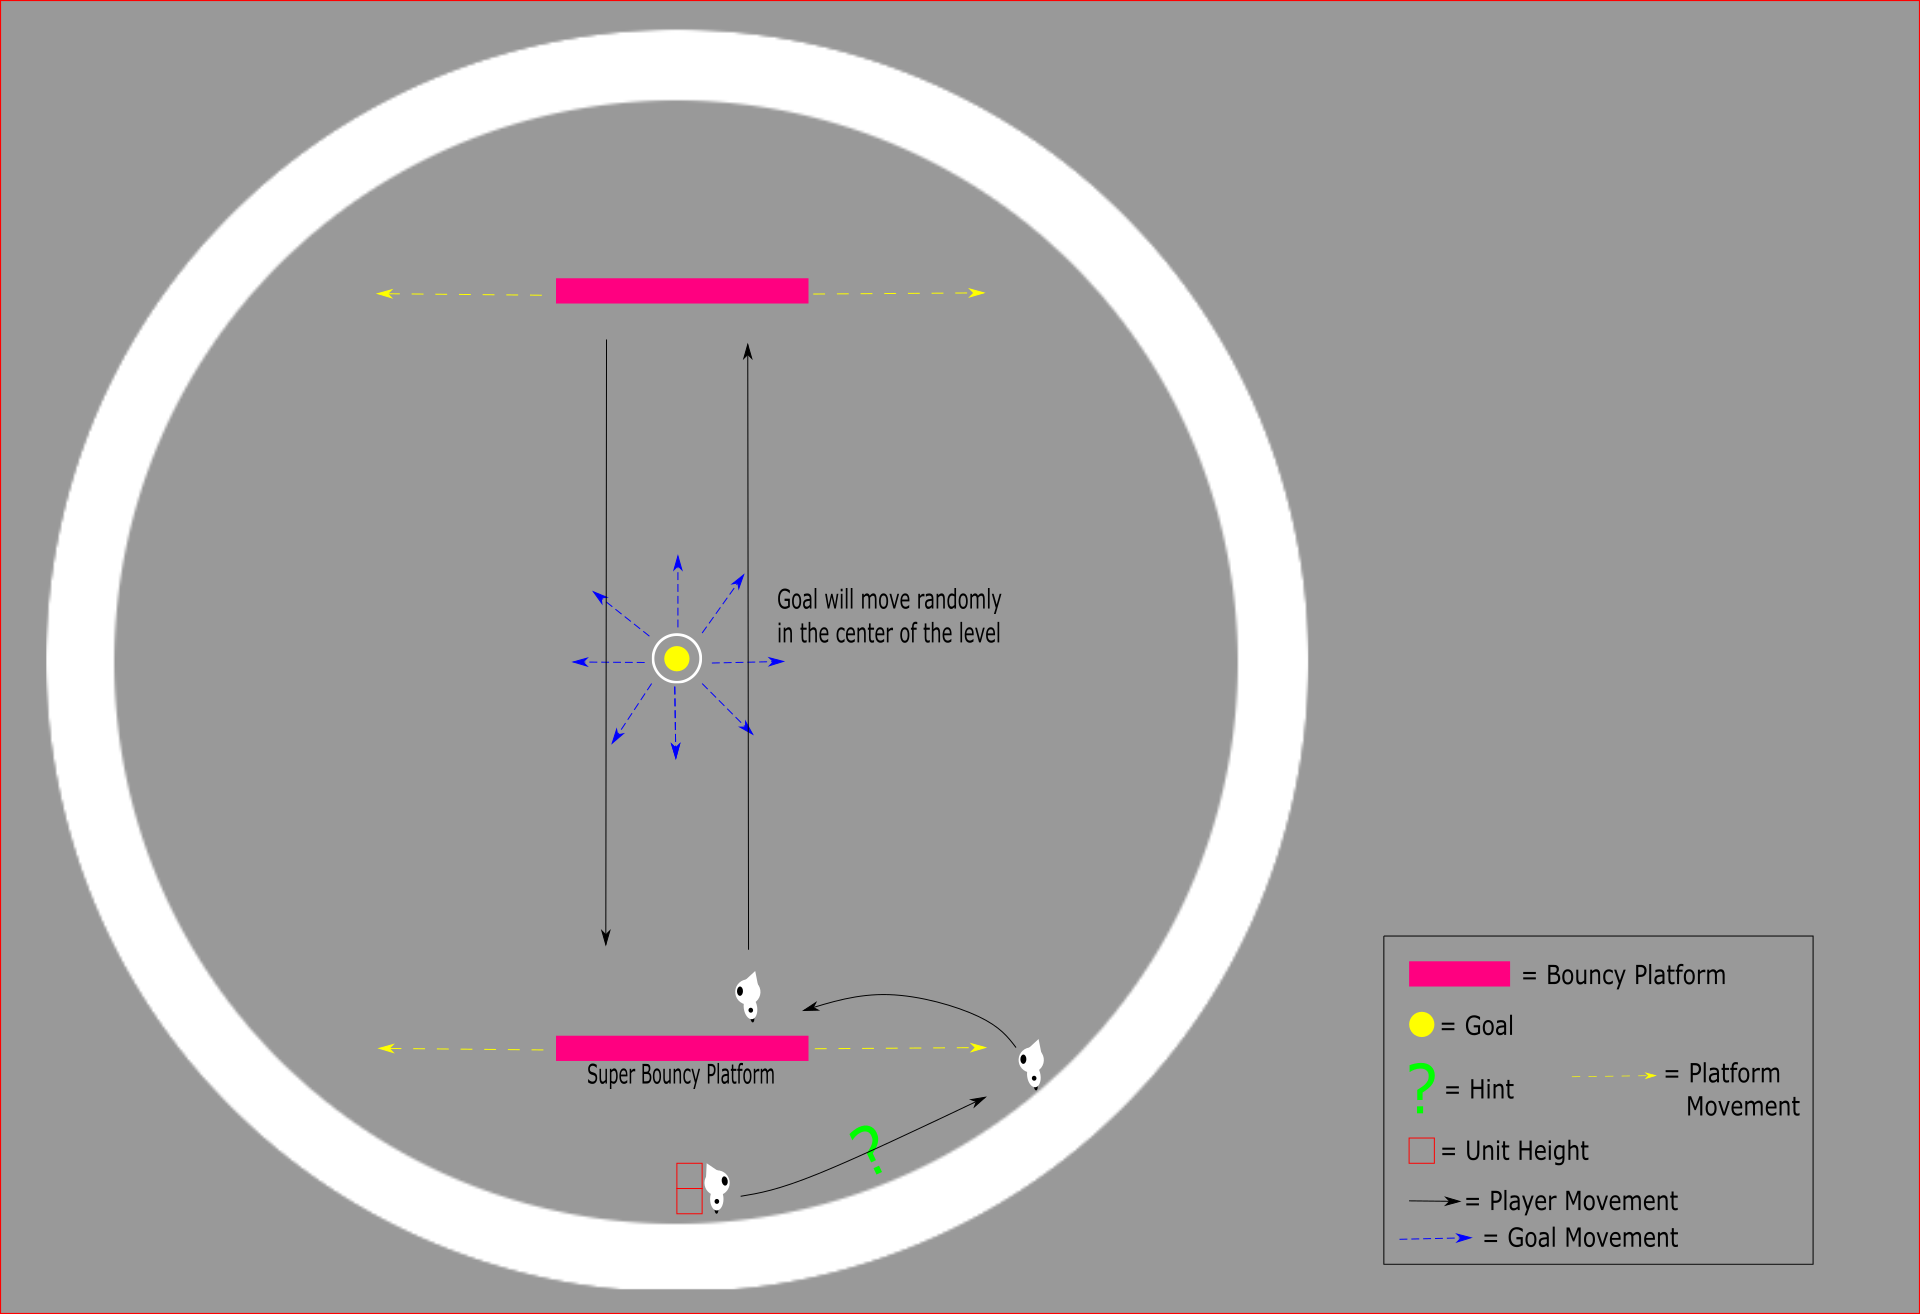 Goal will move randomly
in the center of the level
Super Bouncy Platform
?
= Bouncy Platform
= Goal
? = Hint
= Platform
Movement
= Unit Height
= Player Movement
= Goal Movement